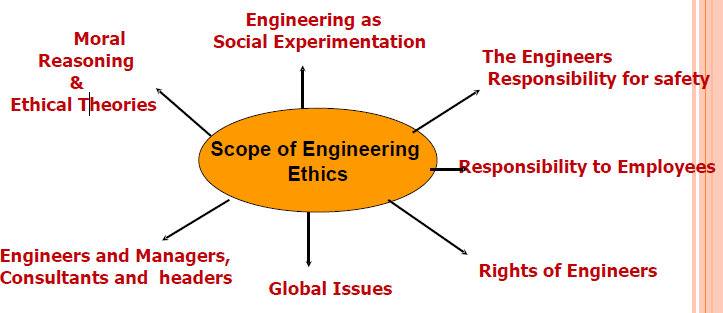 Engineering as
Social Experimentation
Moral
Reasoning
&
Ethical Theories
The Engineers
Responsibility for safety
Scope of Engineering
Ethics
Responsibility to Employees
Engineers and Managers,
Consultants and headers
Global Issues
Rights of Engineers